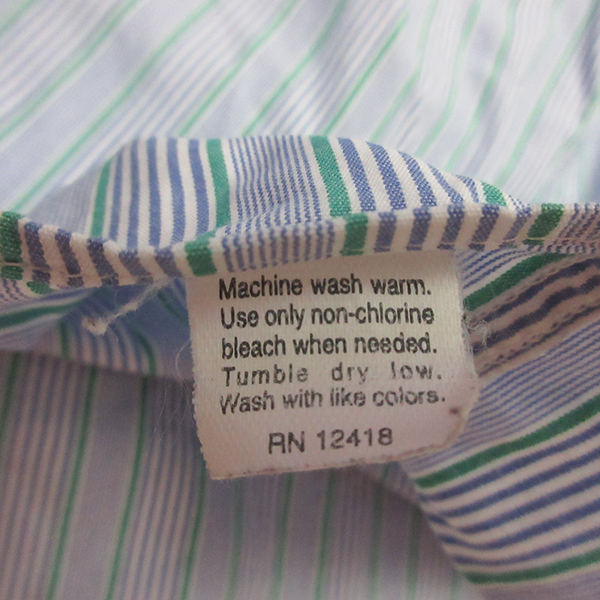 Machine wash warm.
Use only non-chlorine
bleach when needed.
Tumble dry low.
Wash with like colors.
RN 12418